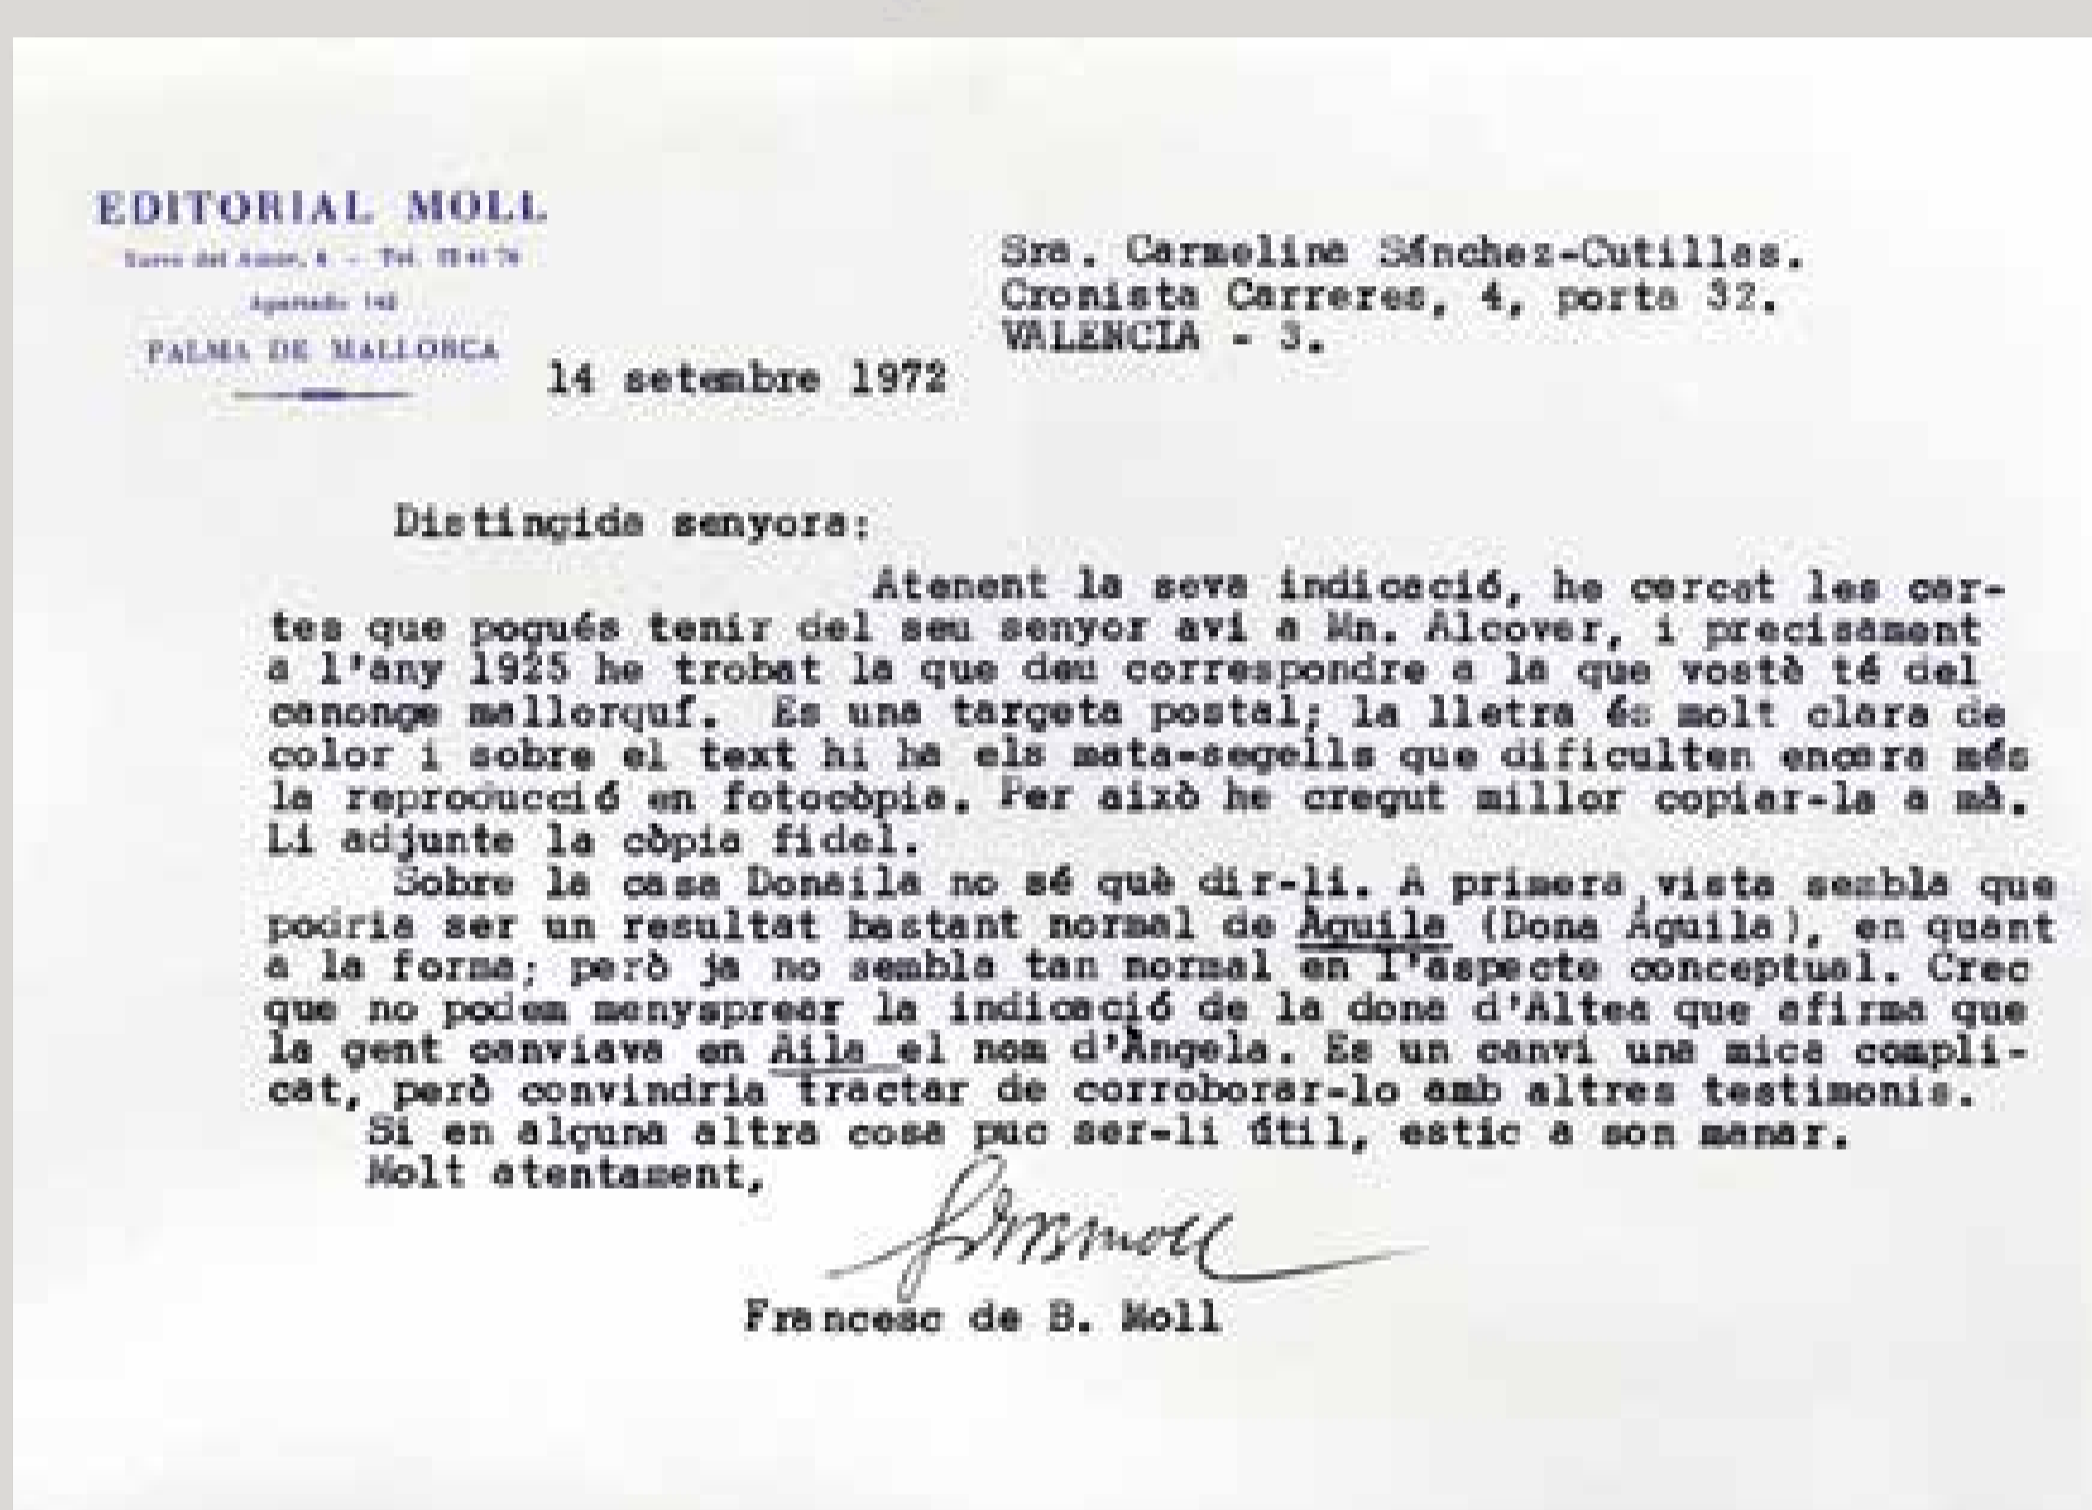 EDITORIAL MOLL
Torre del Amor, 4 - Tel.
Apartado 142
PALMA DE MALLORCA
Sra. Carmelina Sánchez-Cutillas.
Cronista Carreres, 4, porta 32.
VALENCIA - 3.
14 setembre 1972
Distingida senyora:
Atenent la seva indicació, he cercat les car-
tes que pogués tenir del seu senyor avi a Mn. Alcover, i precisament
a l'any 1925 he trobat la que deu correspondre a la que vostè té del
canonge mallorquí. Es una targeta postal; la lletra és molt clara de
color i sobre el text hi ha els mata-segells que dificulten encara més
la reproducció en fotocòpia. Per això he cregut millor copiar-la a mà.
Li adjunte la còpia fidel.
Sobre la casa Donaila no sé què dir-li. A primera vista sembla que
podria ser un resultat bastant normal de Àguila (Dona Àguila), en quant
a la forma; però ja no sembla tan normal en l'aspecte conceptual. Crec
que no podem menysprear la indicació de la dona d'Altea que afirma que
la gent canviava en Aila el nom d'Àngela. Es un canvi una mica compli-
cat, però convindria tractar de corroborar-lo amb altres testimonis.
Si en alguna altra cosa puc ser-li útil, estic a son manar.
Molt atentament,
Francesc de B. Moll